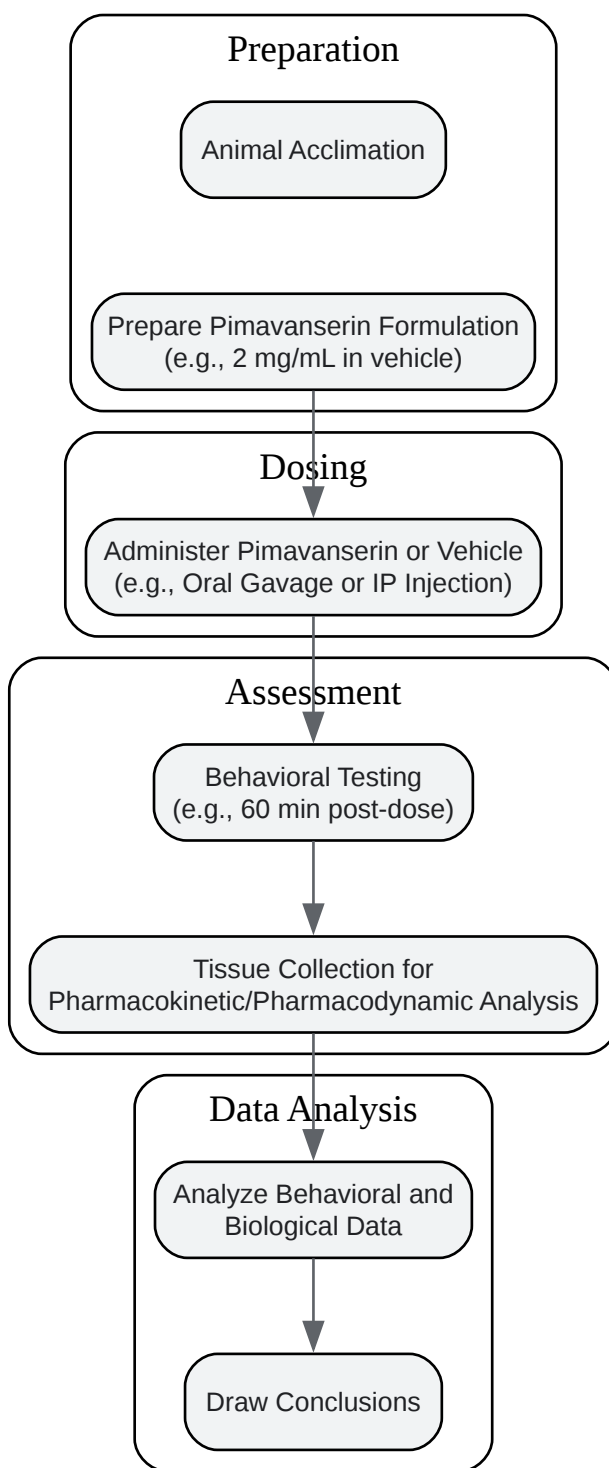 Preparation
Animal Acclimation
Prepare Pimavanserin Formulation
(e.g., 2 mg/mL in vehicle)
Dosing
Administer Pimavanserin or Vehicle
(e.g., Oral Gavage or IP Injection)
Assessment
Behavioral Testing
(e.g., 60 min post-dose)
Tissue Collection for
Pharmacokinetic/Pharmacodynamic Analysis
Data Analysis
Analyze Behavioral and
Biological Data
Draw Conclusions